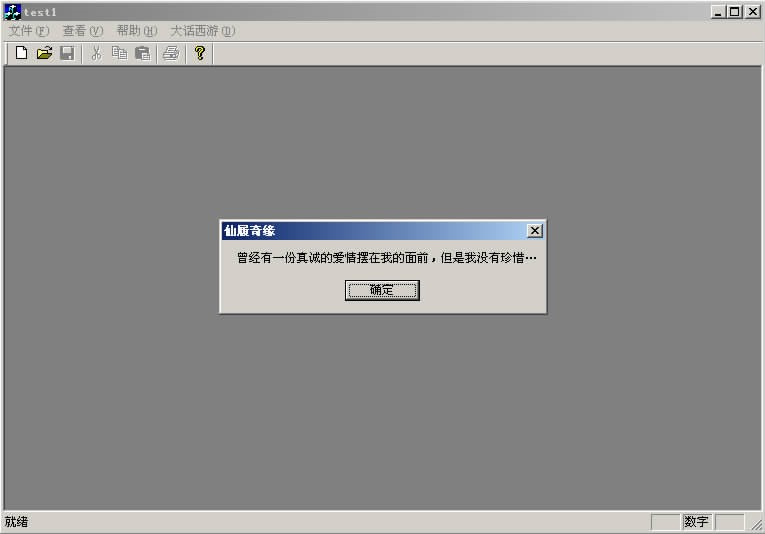 test1
文件(F) 查看(V) 帮助(H) 大话西游(D)
仙履奇缘
曾经有一份真诚的爱情摆在我的面前，但是我没有珍惜…
确定
就绪 数字